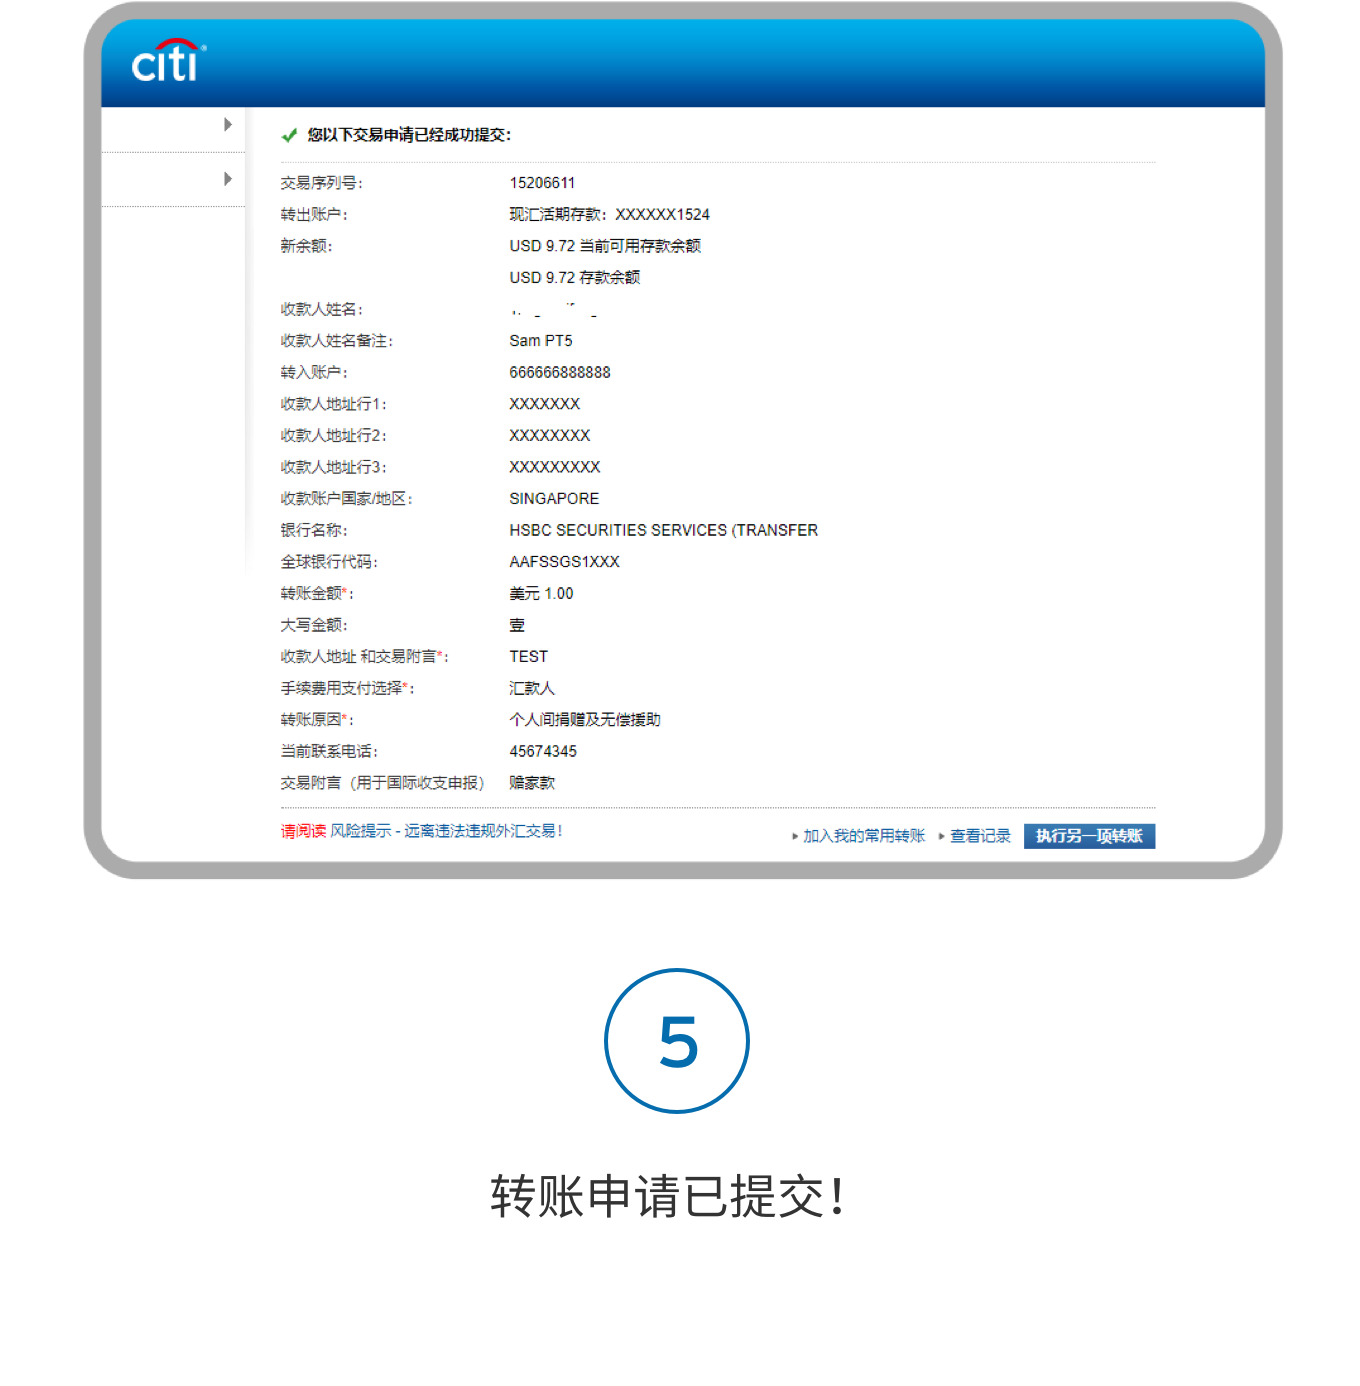 citi
您以下交易申请已经成功提交：
交易序列号： 15206611
转出账户： 现汇活期存款：XXXXXX1524
新余额： USD 9.72 当前可用存款余额
USD 9.72 存款余额
收款人姓名：
收款人姓名备注： Sam PT5
转入账户： 666666888888
收款人地址行1： XXXXXXX
收款人地址行2： XXXXXXXX
收款人地址行3： XXXXXXXXX
收款账户国家/地区： SINGAPORE
银行名称： HSBC SECURITIES SERVICES (TRANSFER
全球银行代码： AAFSSGS1XXX
转账金额*： 美元 1.00
大写金额： 壹
收款人地址 和交易附言*： TEST
手续费用支付选择*： 汇款人
转账原因*： 个人间捐赠及无偿援助
当前联系电话： 45674345
交易附言（用于国际收支申报） 赡家款
请阅读 风险提示 - 远离违法违规外汇交易！
加入我的常用转账 查看记录 执行另一项转账
5
转账申请已提交！